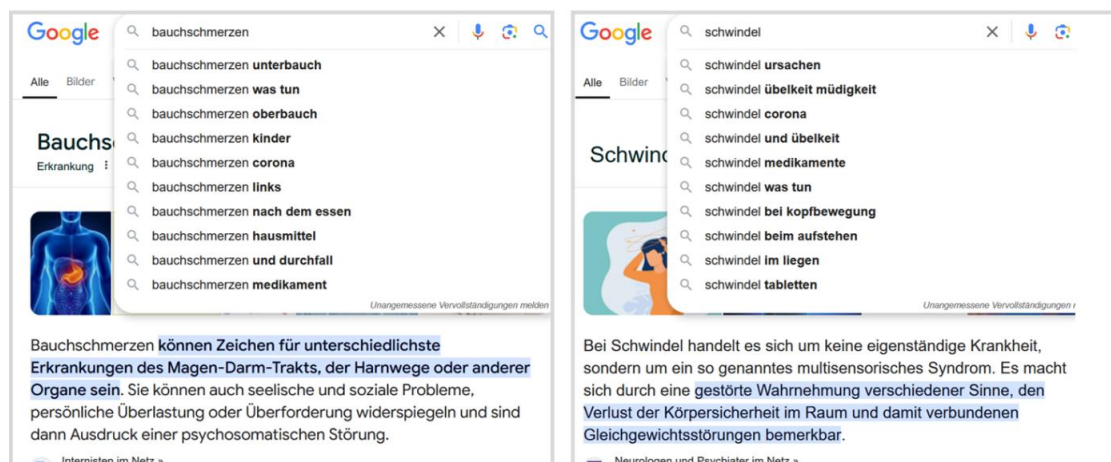 Google
bauchschmerzen
bauchschmerzen unterbauch
bauchschmerzen was tun
Alle Bilder
bauchschmerzen oberbauch
bauchschmerzen kinder
Bauchs
Erkrankung
bauchschmerzen corona
bauchschmerzen links
bauchschmerzen nach dem essen
bauchschmerzen hausmittel
bauchschmerzen und durchfall
bauchschmerzen medikament
Unangemessene Vervollständigungen melden
Bauchschmerzen können Zeichen für unterschiedlichste
Erkrankungen des Magen-Darm-Trakts, der Harnwege oder anderer
Organe sein. Sie können auch seelische und soziale Probleme,
persönliche Überlastung oder Überforderung widerspiegeln und sind
dann Ausdruck einer psychosomatischen Störung.
Internisten im Netz »
Google
schwindel
schwindel ursachen
schwindel übelkeit müdigkeit
Alle Bilder
schwindel corona
schwindel und übelkeit
Schwind
schwindel medikamente
schwindel was tun
schwindel bei kopfbewegung
schwindel beim aufstehen
schwindel im liegen
schwindel tabletten
Unangemessene Vervollständigungen
Bei Schwindel handelt es sich um keine eigenständige Krankheit,
sondern um ein so genanntes multisensorisches Syndrom. Es macht
sich durch eine gestörte Wahrnehmung verschiedener Sinne, den
Verlust der Körpersicherheit im Raum und damit verbundenen
Gleichgewichtsstörungen bemerkbar.
Neurologen und Psychiater im Netz »